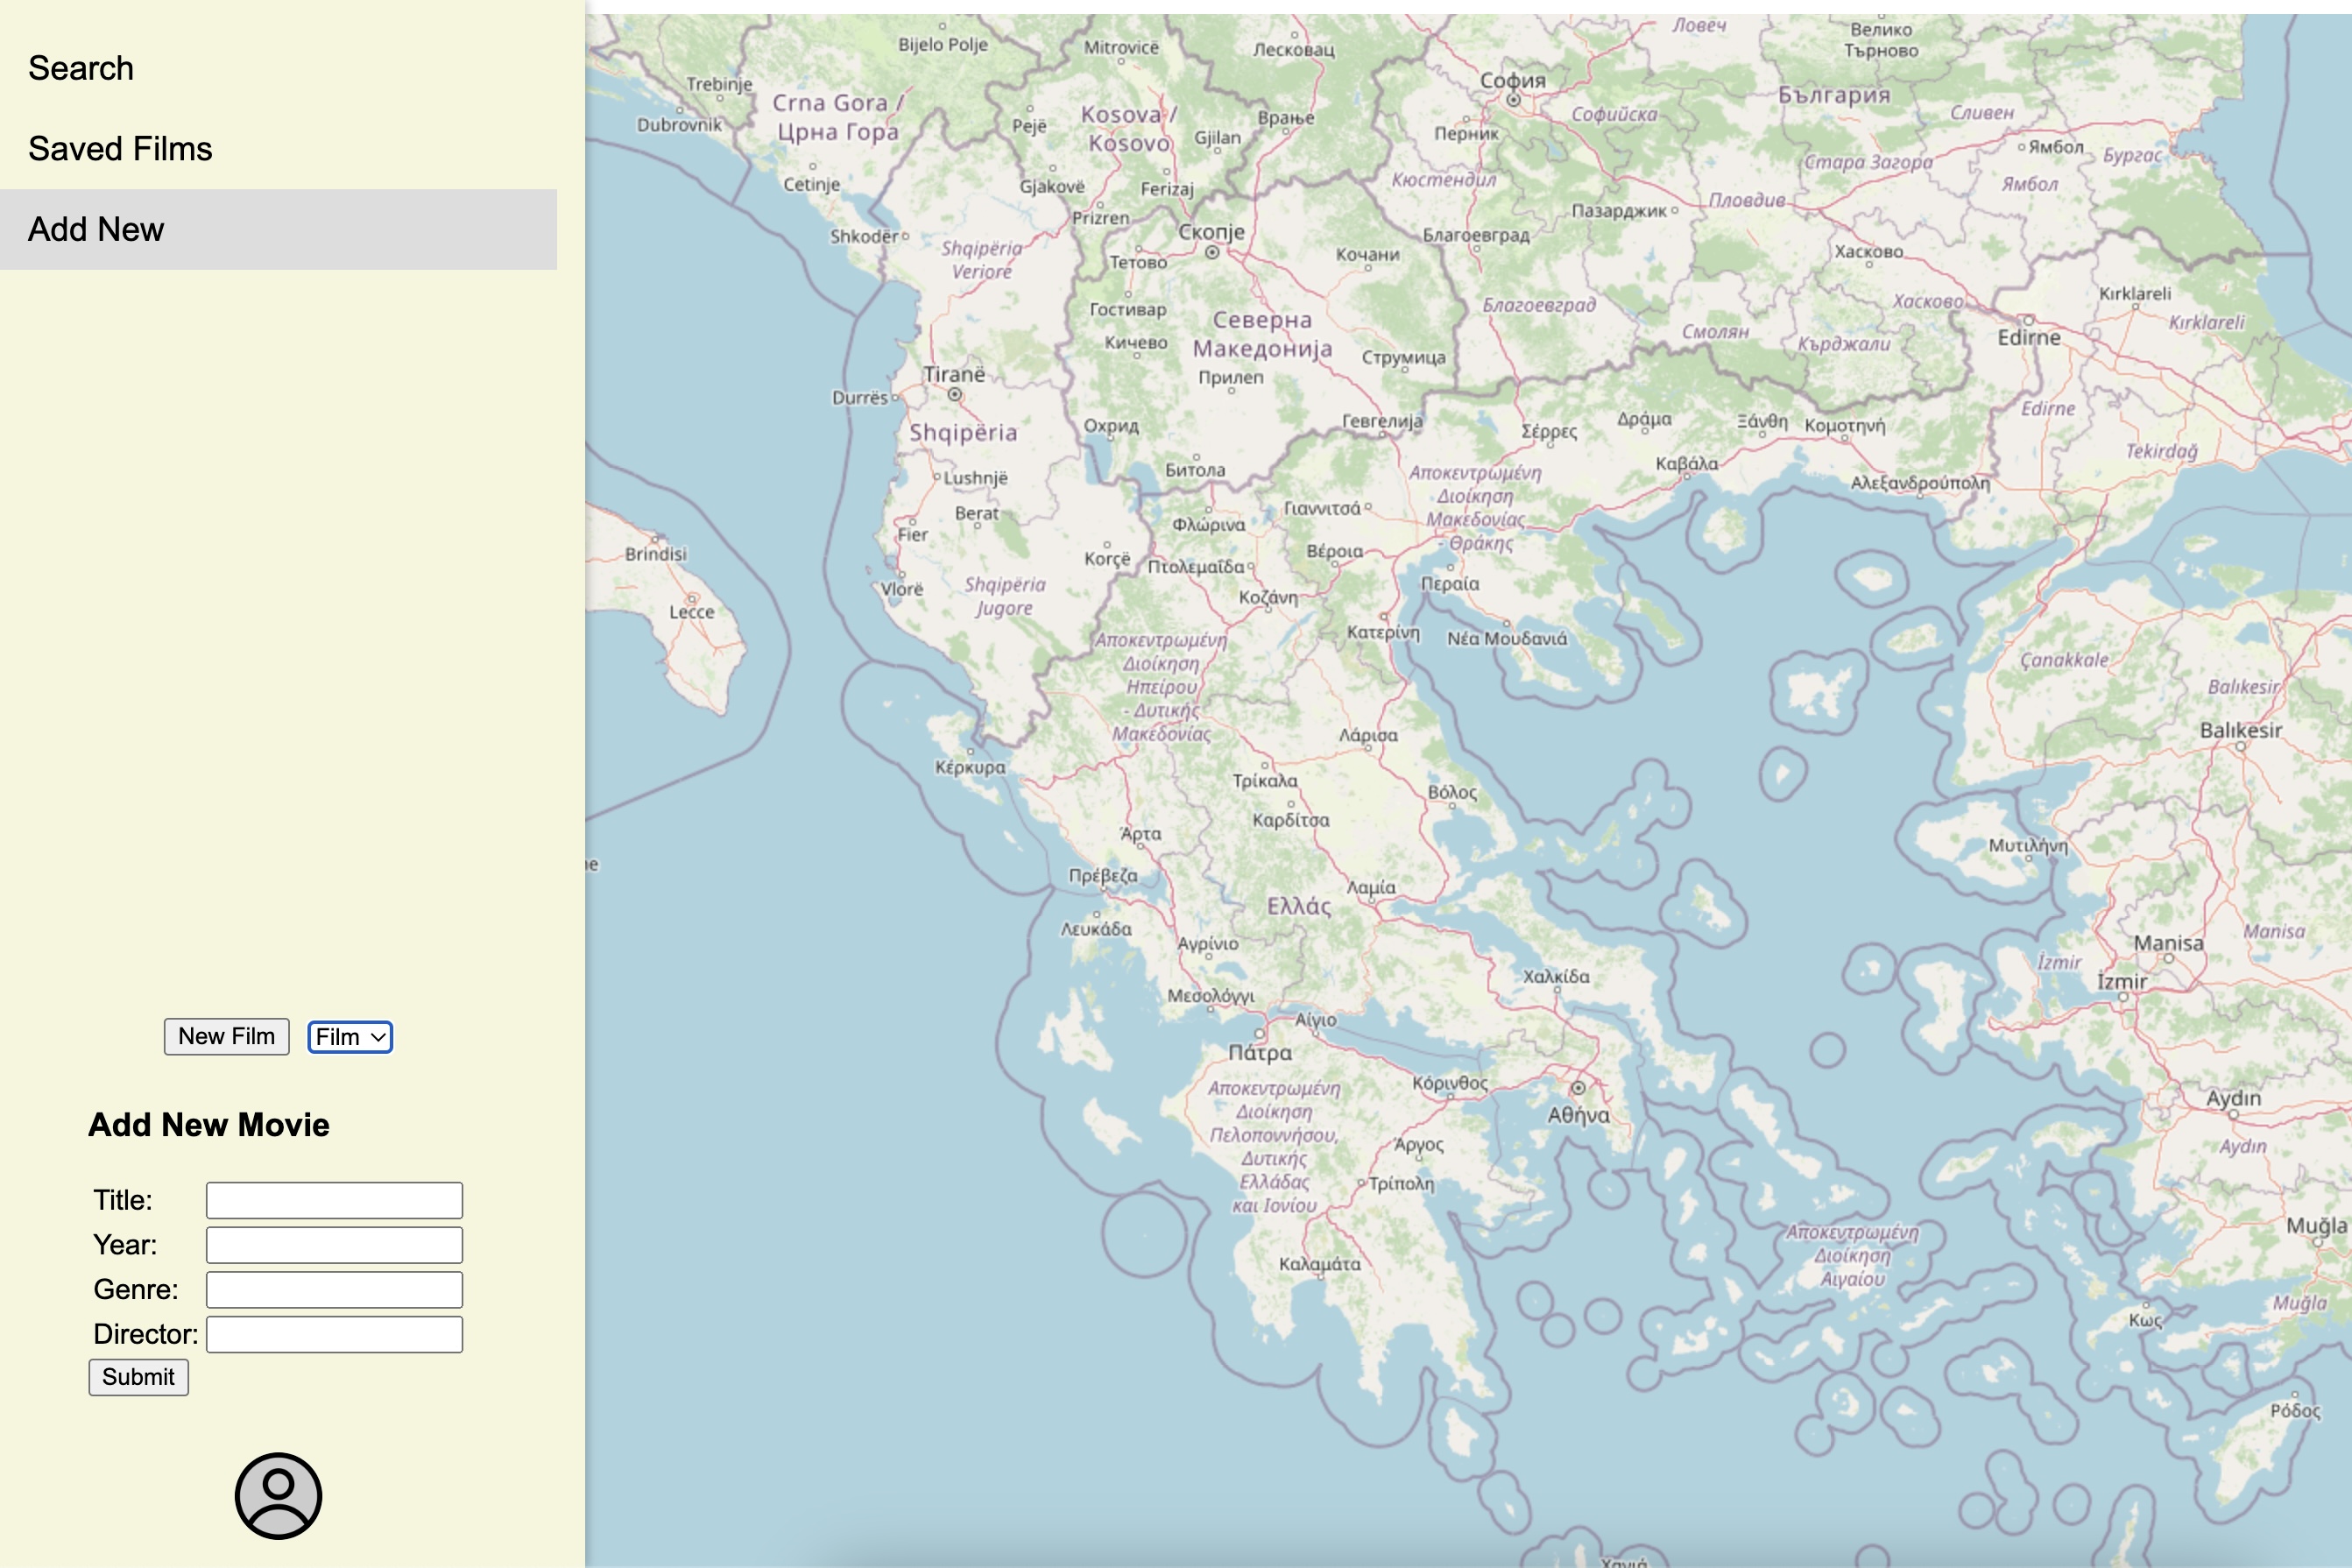 Search
Saved Films
Add New
New Film
Film
Add New Movie
Title:
Year:
Genre:
Director:
Submit
Ловеч
Велико
Търново
Bijelo Polje
Mitrovicë
Лесковац
София
Trebinje
Crna Gora /
Црна Гора
Kosova /
Kosovo
България
Dubrovnik
Pejë
Gjilan
Врање
Перник
Софийска
Сливен
Ямбол
Бургас
Стара Загора
Ямбол
Cetinje
Gjakovë
Ferizaj
Кюстендил
Пловдив
Пазарджик
Prizren
Скопје
Благоевград
Shkodër
Shqipëria
Veriore
Тетово
Кочани
Хасково
Kırklareli
Гостивар
Северна
Македонија
Благоевград
Хасково
Kırklareli
Смолян
Кърджали
Edirne
Кичево
Струмица
Прилеп
Tiranë
Durrës
Edirne
Shqipëria
Охрид
Гевгелија
Σέρρες
Δράμα
Ξάνθη
Κομοτηνή
Tekirdağ
Lushnjë
Битола
Αποκεντρωμένη
Διοίκηση
Μακεδονίας
- Θράκης
Καβάλα
Αλεξανδρούπολη
Berat
Γιαννιτσά
Φλώρινα
Fier
Brindisi
Korçë
Πτολεμαΐδα
Βέροια
Vlorë
Shqipëria
Jugore
Κοζάνη
Περαία
Lecce
Κατερίνη
Νέα Μουδανιά
Αποκεντρωμένη
Διοίκηση
Ηπείρου
- Δυτικής
Μακεδονίας
Çanakkale
Balıkesir
Balıkesir
Λάρισα
Κέρκυρα
Τρίκαλα
Βόλος
Καρδίτσα
Άρτα
Μυτιλήνη
ne
Πρέβεζα
Λαμία
Ελλάς
Λευκάδα
Αγρίνιο
Manisa
Manisa
İzmir
İzmir
Χαλκίδα
Μεσολόγγι
Αίγιο
Πάτρα
Κόρινθος
Αθήνα
Αποκεντρωμένη
Διοίκηση
Πελοποννήσου,
Δυτικής
Ελλάδας
και Ιονίου
Aydın
Aydın
Άργος
Τρίπολη
Καλαμάτα
Αποκεντρωμένη
Διοίκηση
Αιγαίου
Muğla
Muğla
Κως
Ρόδος
Χανιά